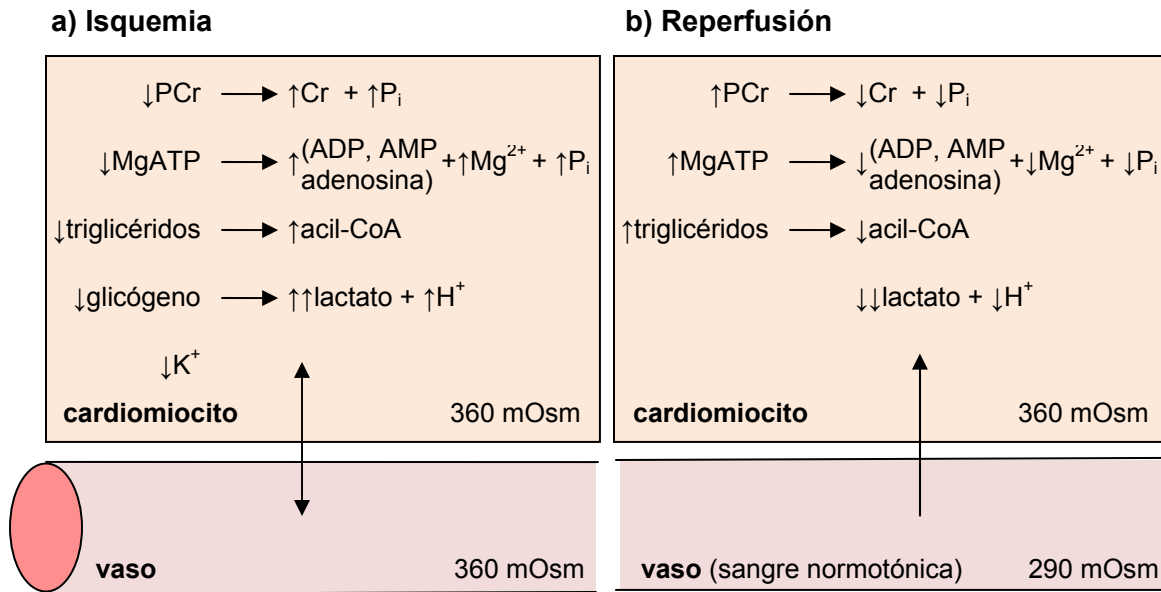 a) Isquemia
↓PCr → ↑Cr + ↑Pi
↓MgATP → ↑(ADP, AMP adenosina) +↑Mg2+ + ↑Pi
↓triglicéridos → ↑acil-CoA
↓glicógeno → ↑↑lactato + ↑H+
↓K+
cardiomiocito 360 mOsm
vaso 360 mOsm
b) Reperfusión
↑PCr → ↓Cr + ↓Pi
↑MgATP → ↓(ADP, AMP adenosina) +↓Mg2+ + ↓Pi
↑triglicéridos → ↓acil-CoA
↓↓lactato + ↓H+
cardiomiocito 360 mOsm
vaso (sangre normotónica) 290 mOsm